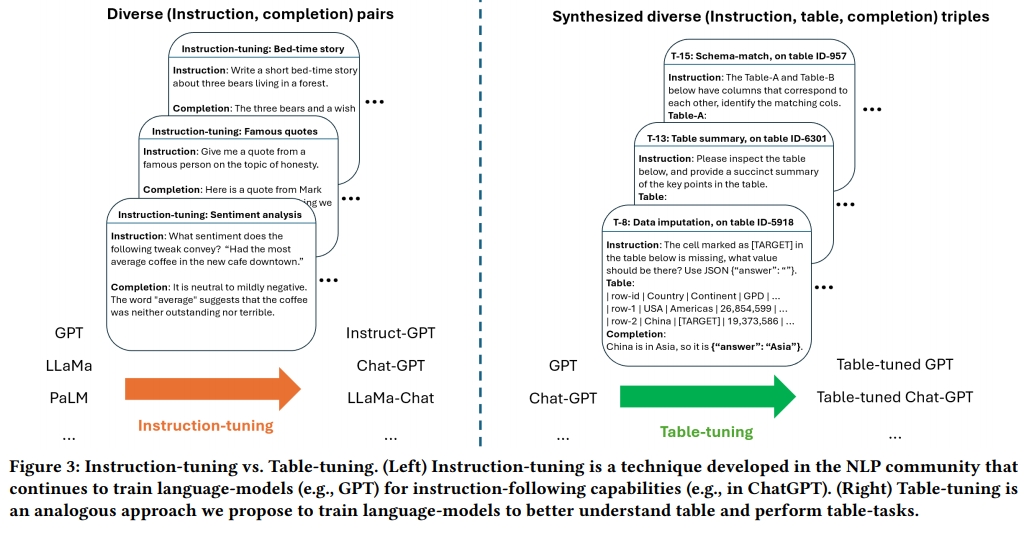 Diverse (Instruction, completion) pairs
Instruction-tuning: Bed-time story
Instruction: Write a short bed-time story
about three bears living in a forest.
Completion: The three bears and a wish
...
Instruction-tuning: Famous quotes
Instruction: Give me a quote from a
famous person on the topic of honesty.
Completion: Here is a quote from Mark
ing we
...
Instruction-tuning: Sentiment analysis
Instruction: What sentiment does the
following tweak convey? “Had the most
average coffee in the new cafe downtown.”
Completion: It is neutral to mildly negative.
The word "average" suggests that the coffee
was neither outstanding nor terrible.
...
GPT
LLaMa
PaLM
...
Instruction-tuning
Instruct-GPT
Chat-GPT
LLaMa-Chat
...
Synthesized diverse (Instruction, table, completion) triples
T-15: Schema-match, on table ID-957
Instruction: The Table-A and Table-B
below have columns that correspond to
each other, identify the matching cols.
Table-A:
...
T-13: Table summary, on table ID-6301
Instruction: Please inspect the table
below, and provide a succinct summary
of the key points in the table.
Table:
...
T-8: Data imputation, on table ID-5918
Instruction: The cell marked as [TARGET] in
the table below is missing, what value
should be there? Use JSON {“answer”: “”}.
Table:
| row-id | Country | Continent | GPD | ...
| row-1 | USA | Americas | 26,854,599 | ...
| row-2 | China | [TARGET] | 19,373,586 | ...
Completion:
China is in Asia, so it is {“answer”: “Asia”}.
...
GPT
Chat-GPT
...
Table-tuning
Table-tuned GPT
Table-tuned Chat-GPT
...
Figure 3: Instruction-tuning vs. Table-tuning. (Left) Instruction-tuning is a technique developed in the NLP community that
continues to train language-models (e.g., GPT) for instruction-following capabilities (e.g., in ChatGPT). (Right) Table-tuning is
an analogous approach we propose to train language-models to better understand table and perform table-tasks.